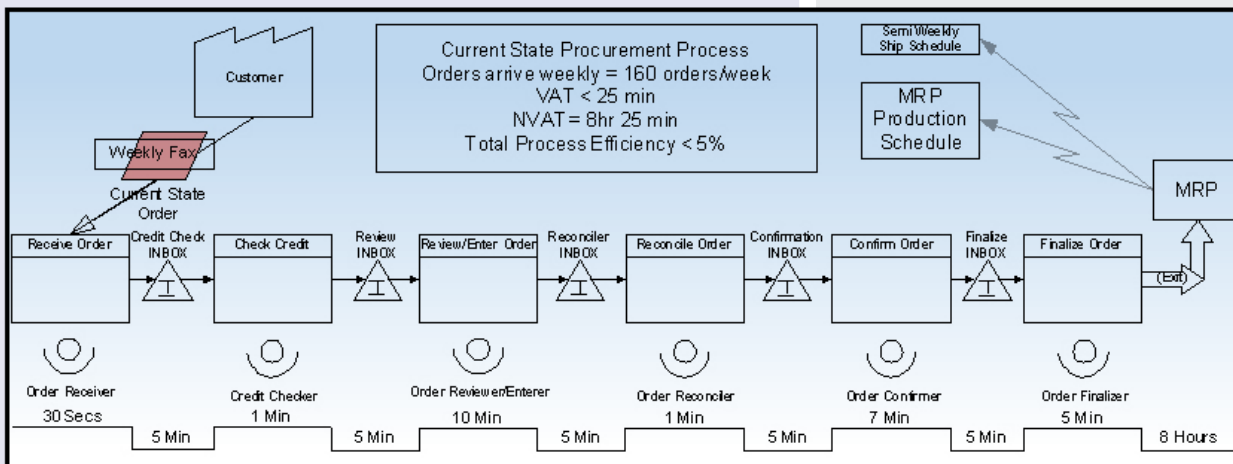 Customer
Current State Procurement Process
Orders arrive weekly = 160 orders/week
VAT < 25 min
NVAT = 8hr 25 min
Total Process Efficiency < 5%
Semi Weekly
Ship Schedule
MRP
Production
Schedule
Weekly Fax
Current State
Order
MRP
Receive Order
Credit Check
INBOX
Check Credit
Review
INBOX
Review/Enter Order
Reconciler
INBOX
Reconcile Order
Confirmation
INBOX
Confirm Order
Finalize
INBOX
Finalize Order
I
I
I
I
I
(Exit)
Order Receiver
Credit Checker
Order Reviewer/Enterer
Order Reconciler
Order Confirmer
Order Finalizer
30 Secs
1 Min
10 Min
1 Min
7 Min
5 Min
5 Min
5 Min
5 Min
5 Min
5 Min
8 Hours